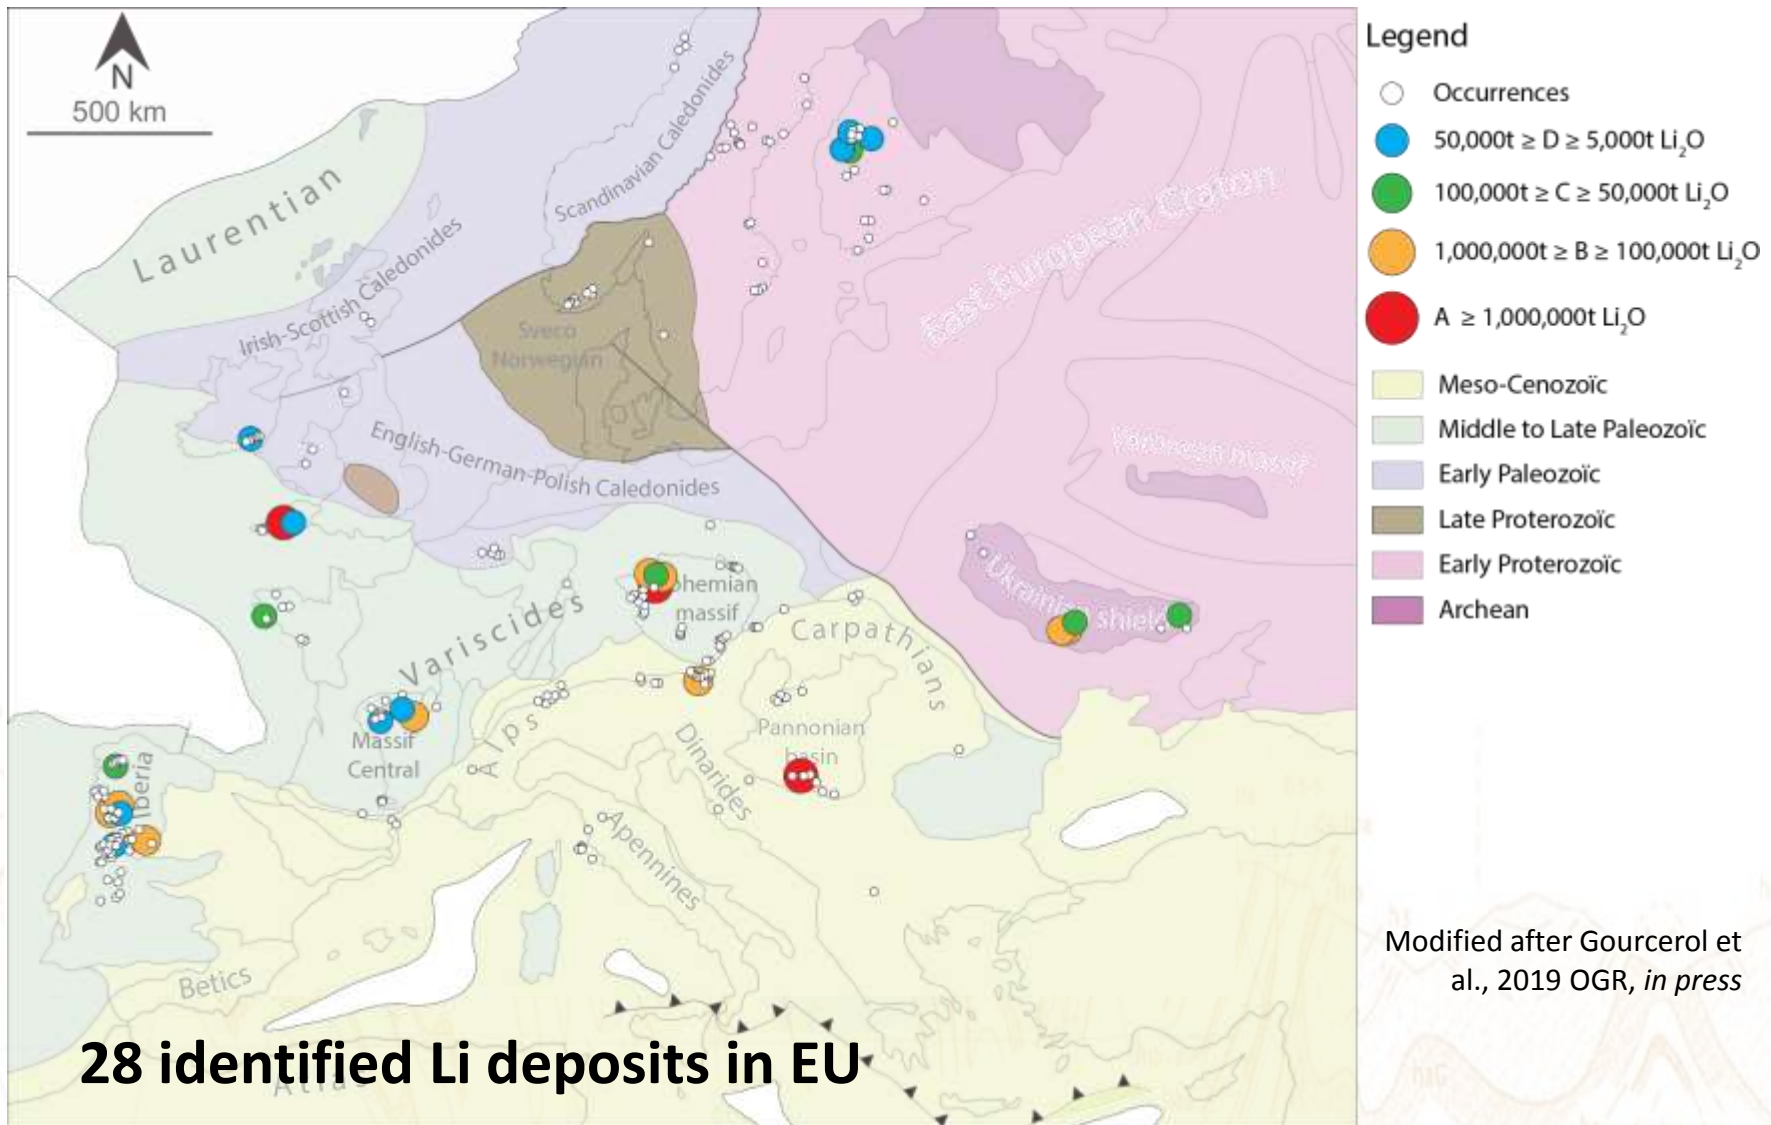 N
500 km
Laurentian
Scandinavian Caledonides
Irish-Scottish Caledonides
Sveco
Norwegian
English-German-Polish Caledonides
East European Craton
Ukrainian shield
Bohemian
massif
Variscides
Carpathians
Massif
Central
Alps
Pannonian
basin
Dinarides
Iberia
Apennines
Betics
Atlas
28 identified Li deposits in EU
Legend
Occurrences
50,000t ≥ D ≥ 5,000t Li₂O
100,000t ≥ C ≥ 50,000t Li₂O
1,000,000t ≥ B ≥ 100,000t Li₂O
A ≥ 1,000,000t Li₂O
Meso-Cenozoïc
Middle to Late Paleozoïc
Early Paleozoïc
Late Proterozoïc
Early Proterozoïc
Archean
Modified after Gourcerol et
al., 2019 OGR, in press